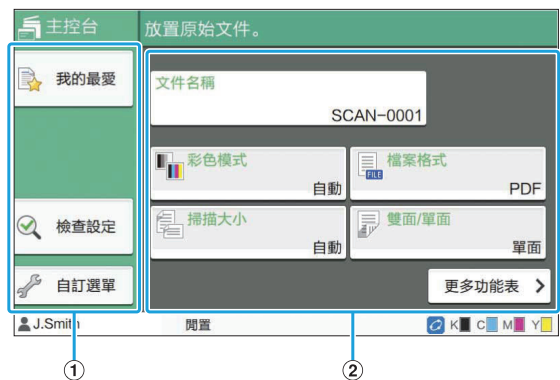 主控台
放置原始文件。
我的最愛
檢查設定
自訂選單
文件名稱
SCAN-0001
彩色模式
自動
檔案格式
FILE
PDF
掃描大小
自動
雙面/單面
單面
更多功能表
J.Smith
閒置
K C M Y
1
2